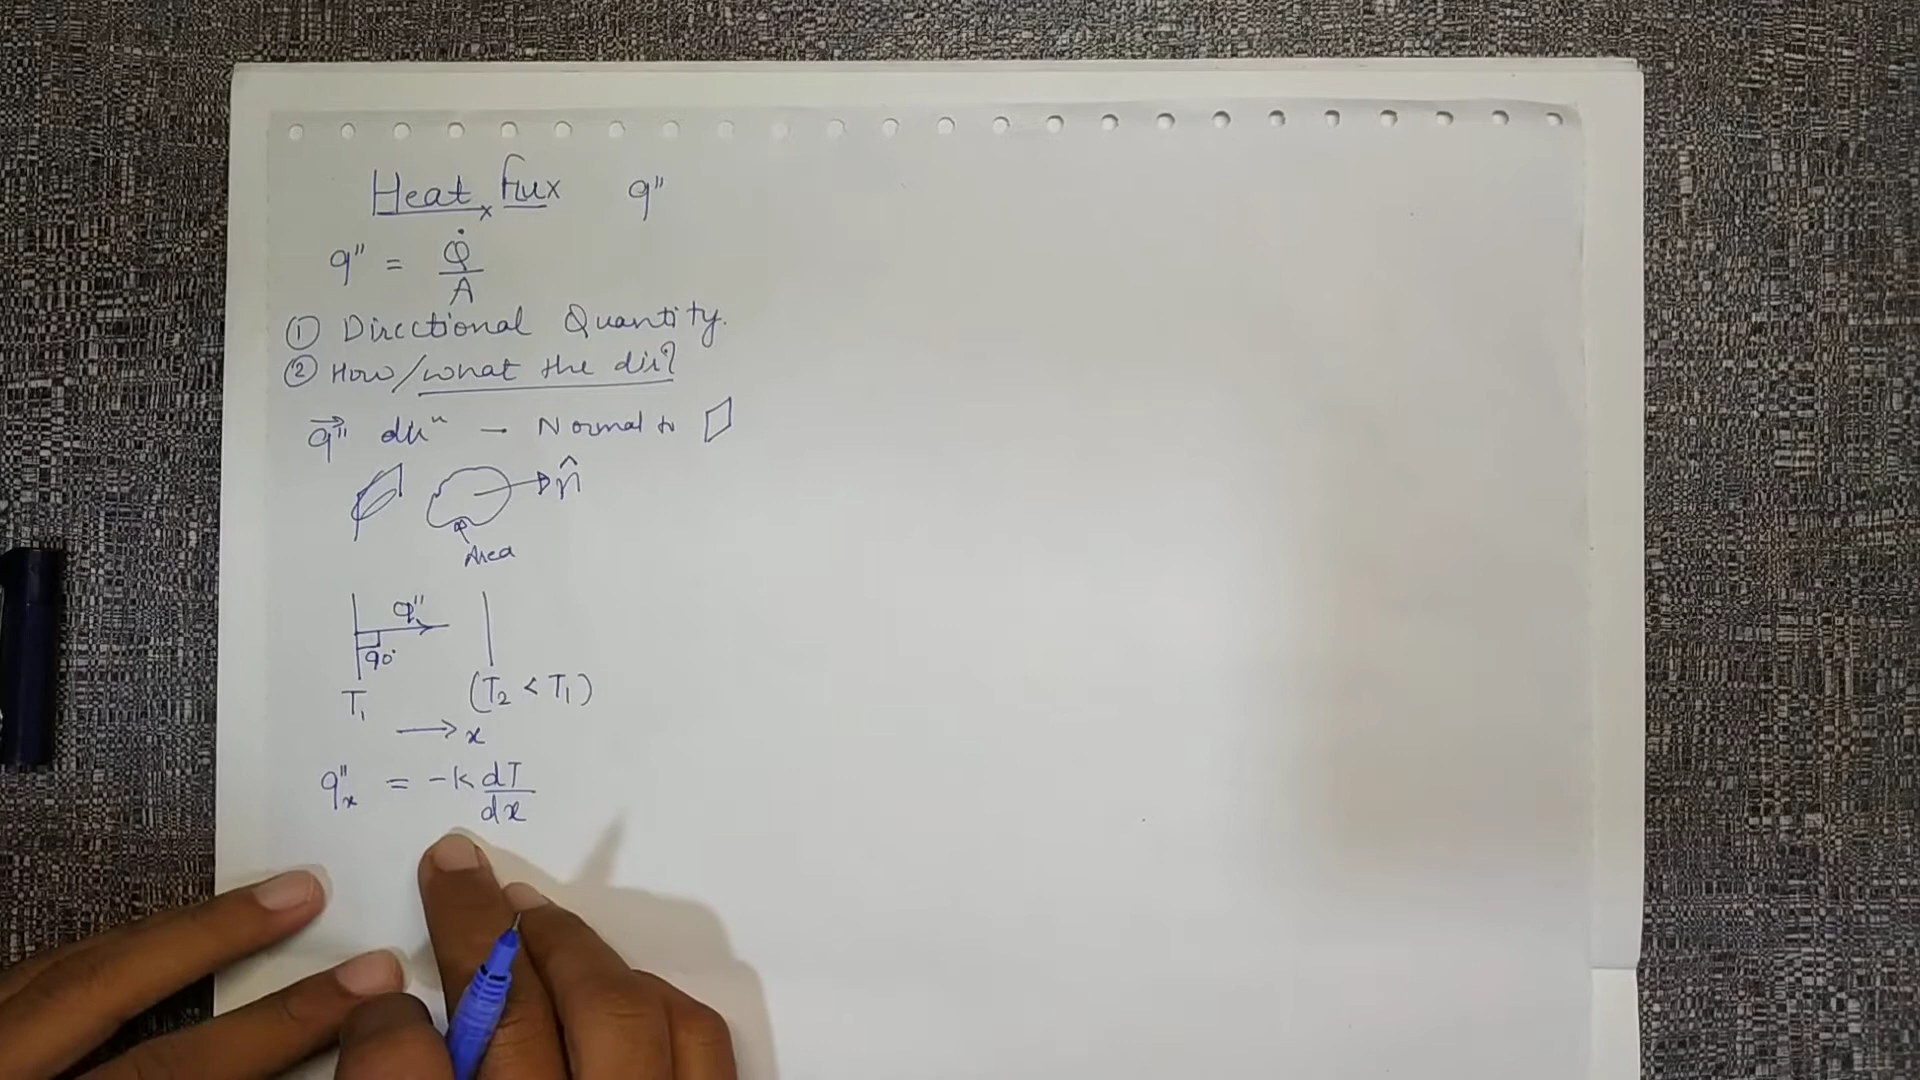 Heat Flux q"
q" = Q̇/A
① Directional Quantity.
② How/what the dir?
q⃗" dirⁿ - Normal to
n̂
Area
q"
90°
T₁ (T₂ < T₁)
x
q"ₓ = -k dT/dx